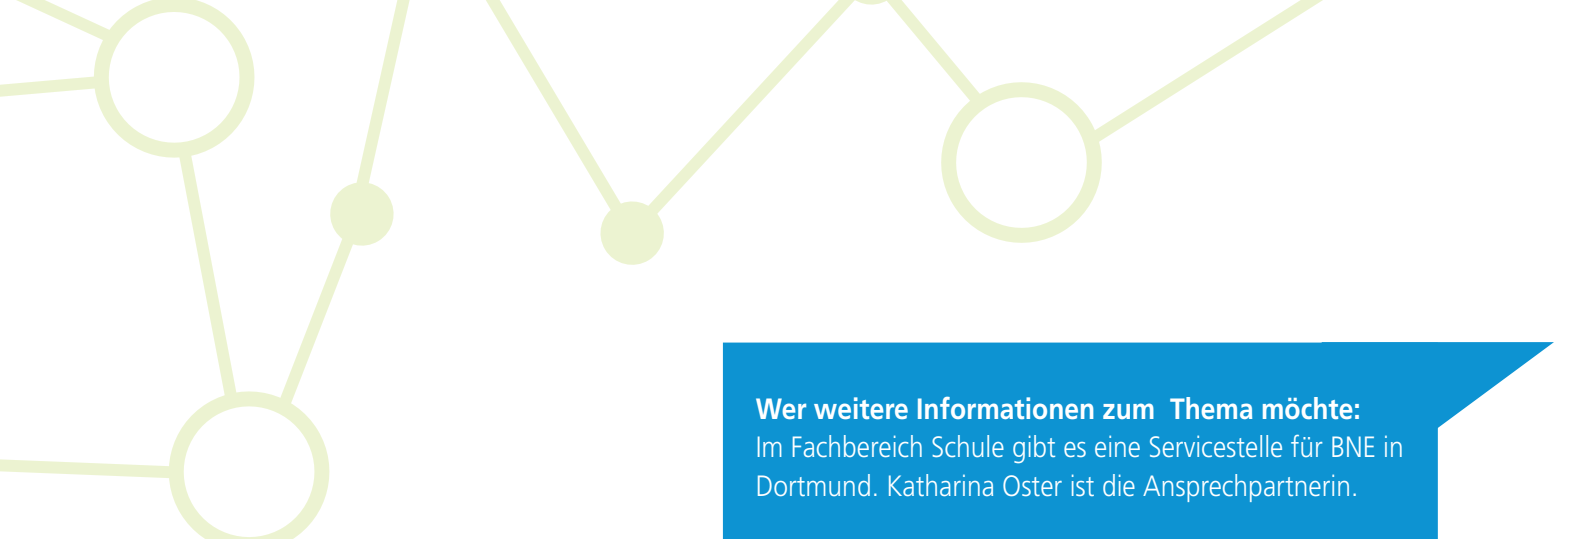 Wer weitere Informationen zum Thema möchte:
Im Fachbereich Schule gibt es eine Servicestelle für BNE in
Dortmund. Katharina Oster ist die Ansprechpartnerin.